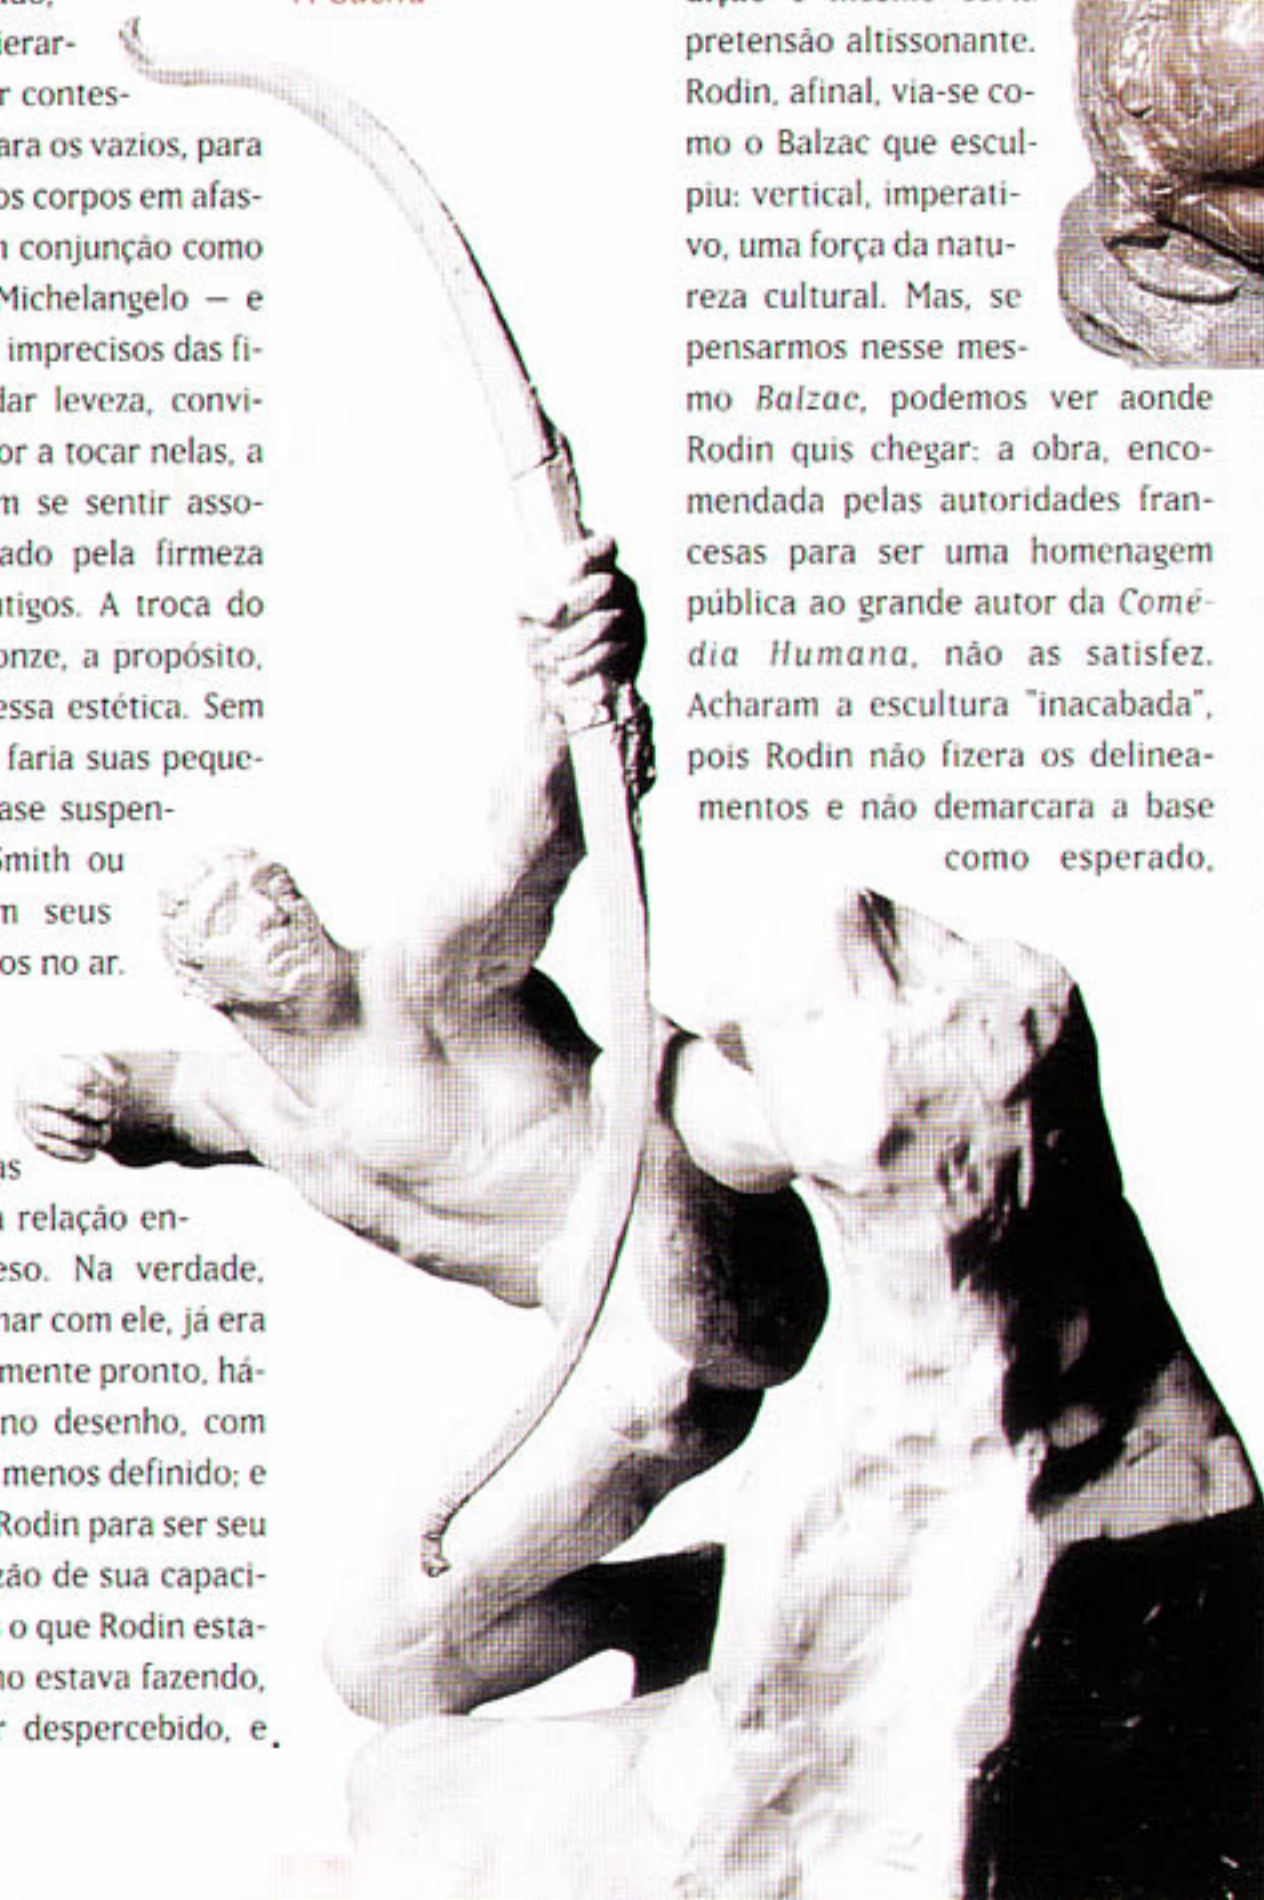 ierar-
r contes-
ara os vazios, para
os corpos em afas-
conjunção como
Michelangelo — e
imprecisos das fi-
dar leveza, convi-
or a tocar nelas, a
m se sentir asso-
ado pela firmeza
ntigos. A troca do
onze, a propósito,
essa estética. Sem
faria suas peque-
ase suspen-
Smith ou
m seus
os no ar.
as
a relação en-
eso. Na verdade,
nar com ele, já era
mente pronto, há-
no desenho, com
menos definido; e
Rodin para ser seu
zão de sua capaci-
s o que Rodin esta-
no estava fazendo,
r despercebido, e
A Guerra
pretensão altissonante.
Rodin, afinal, via-se co-
mo o Balzac que escul-
piu: vertical, imperati-
vo, uma força da natu-
reza cultural. Mas, se
pensarmos nesse mes-
mo Balzac, podemos ver aonde
Rodin quis chegar: a obra, enco-
mendada pelas autoridades fran-
cesas para ser uma homenagem
pública ao grande autor da Comé-
dia Humana, não as satisfez.
Acharam a escultura "inacabada",
pois Rodin não fizera os delinea-
mentos e não demarcara a base
como esperado,